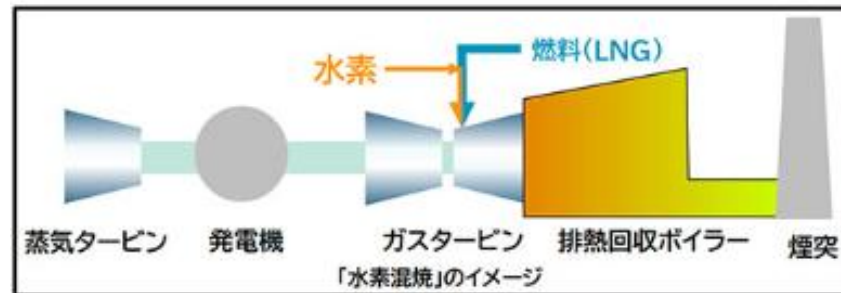 燃料(LNG)
水素
蒸気タービン
発電機
ガスタービン
排熱回収ボイラー
煙突
「水素混焼」のイメージ